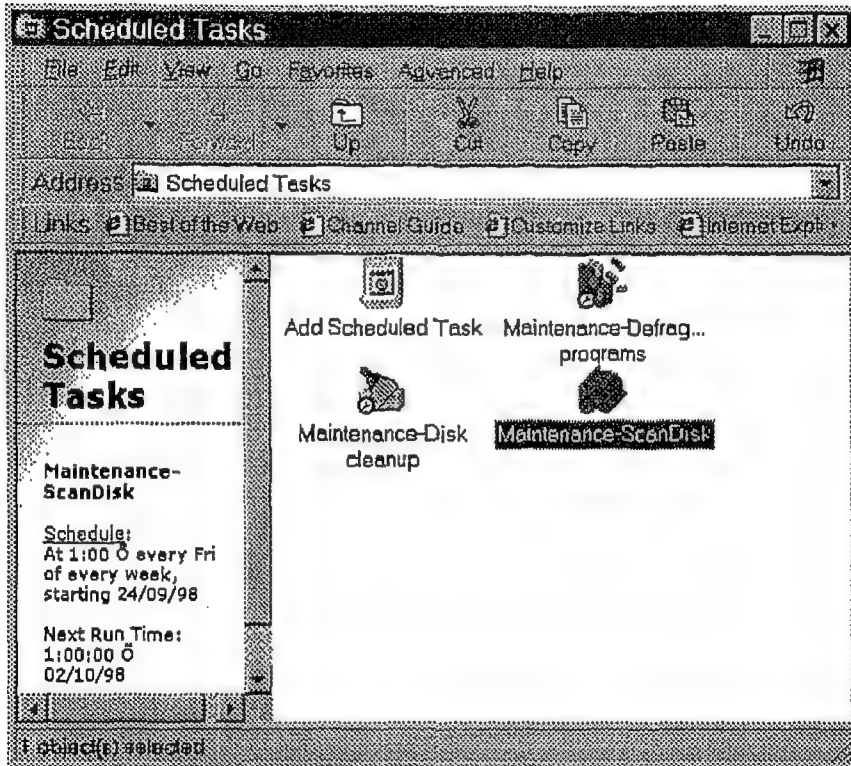 Scheduled Tasks
File Edit View Go Favorites Advanced Help
Up Cut Copy Paste Undo
Address Scheduled Tasks
Links Best of the Web Channel Guide Customize Links Internet Expl
Scheduled
Tasks
Maintenance-
ScanDisk
Schedule:
At 1:00 Õ every Fri
of every week,
starting 24/09/98
Next Run Time:
1:00:00 Õ
02/10/98
Add Scheduled Task
Maintenance-Defrag...
programs
Maintenance-Disk
cleanup
Maintenance-ScanDisk
1 object(s) selected